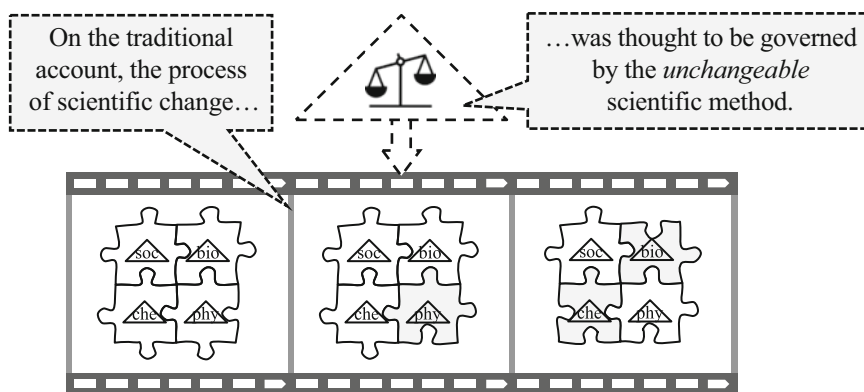 On the traditional
account, the process
of scientific change…
…was thought to be governed
by the unchangeable
scientific method.
soc bio
che phy
soc bio
che phy
soc bio
che phy